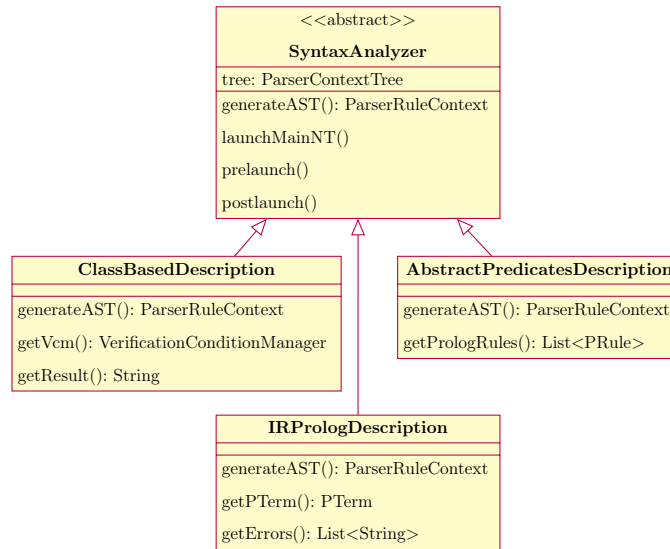 <<abstract>>
SyntaxAnalyzer
tree: ParserContextTree
generateAST(): ParserRuleContext
launchMainNT()
prelaunch()
postlaunch()
ClassBasedDescription
generateAST(): ParserRuleContext
getVcm(): VerificationConditionManager
getResult(): String
AbstractPredicatesDescription
generateAST(): ParserRuleContext
getPrologRules(): List<PRule>
IRPrologDescription
generateAST(): ParserRuleContext
getPTerm(): PTerm
getErrors(): List<String>